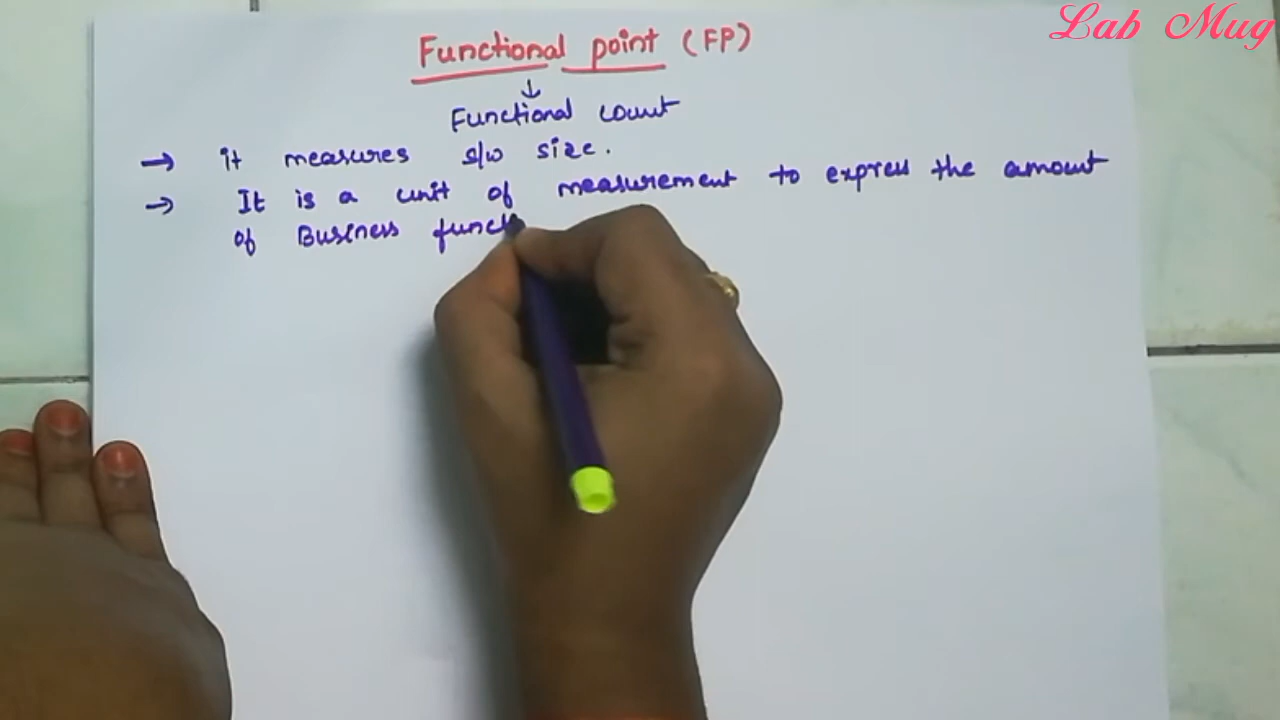 Lab Mug
Functional point (FP)
↓
Functional count
→ it measures s/w size.
→ It is a unit of measurement to express the amount
of Business funct